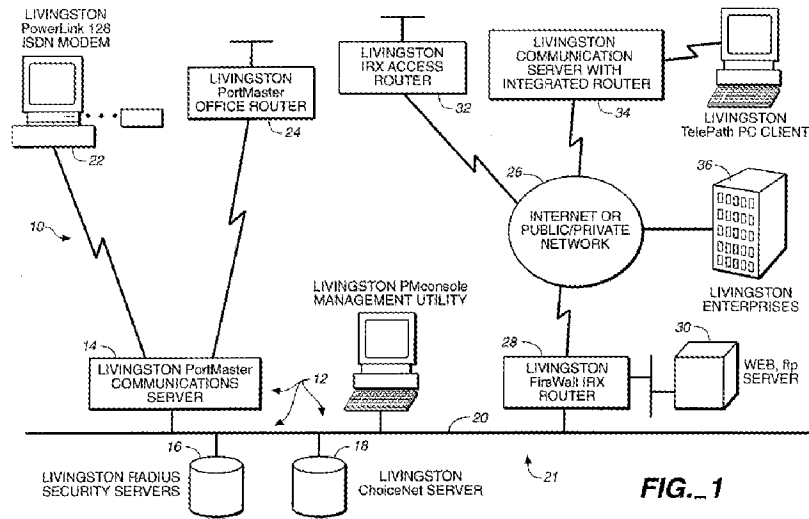 LIVINGSTON
PowerLink 128
ISDN MODEM
22
LIVINGSTON
PortMaster
OFFICE ROUTER
24
LIVINGSTON
IRX ACCESS
ROUTER
32
LIVINGSTON
COMMUNICATION
SERVER WITH
INTEGRATED ROUTER
34
LIVINGSTON
TelePath PC CLIENT
26
INTERNET OR
PUBLIC/PRIVATE
NETWORK
36
LIVINGSTON
ENTERPRISES
10
LIVINGSTON PMconsole
MANAGEMENT UTILITY
14
LIVINGSTON PortMaster
COMMUNICATIONS
SERVER
12
28
LIVINGSTON
FireWall IRX
ROUTER
30
WEB, ftp
SERVER
20
16
LIVINGSTON RADIUS
SECURITY SERVERS
18
LIVINGSTON
ChoiceNet SERVER
21
FIG._1